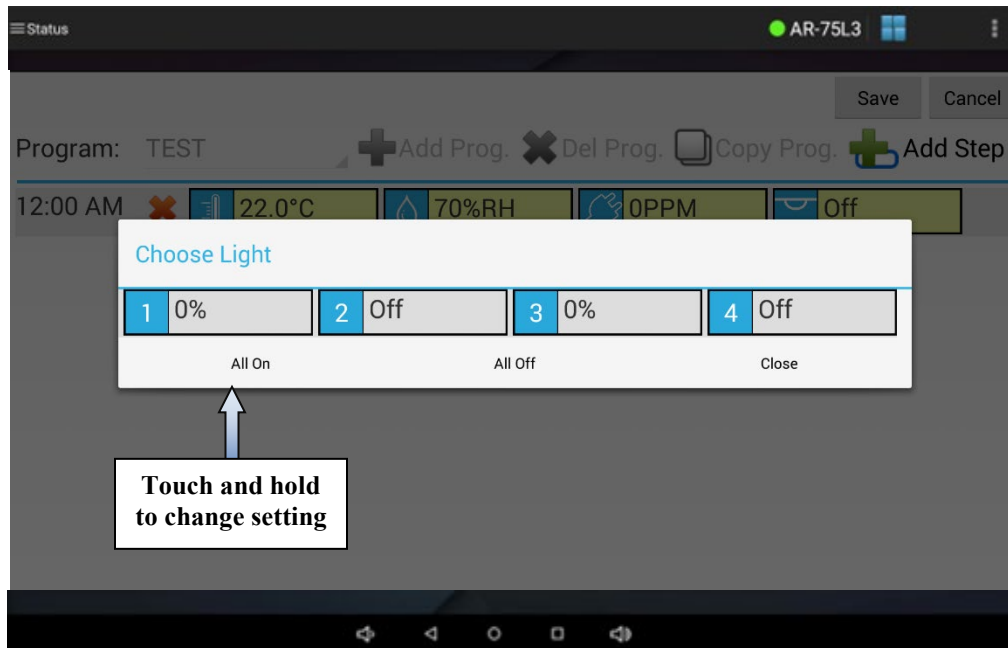 Status
AR-75L3
Save Cancel
Program: TEST Add Prog. Del Prog. Copy Prog. Add Step
12:00 AM 22.0°C 70%RH 0PPM Off
Choose Light
1 0% 2 Off 3 0% 4 Off
All On All Off Close
Touch and hold
to change setting